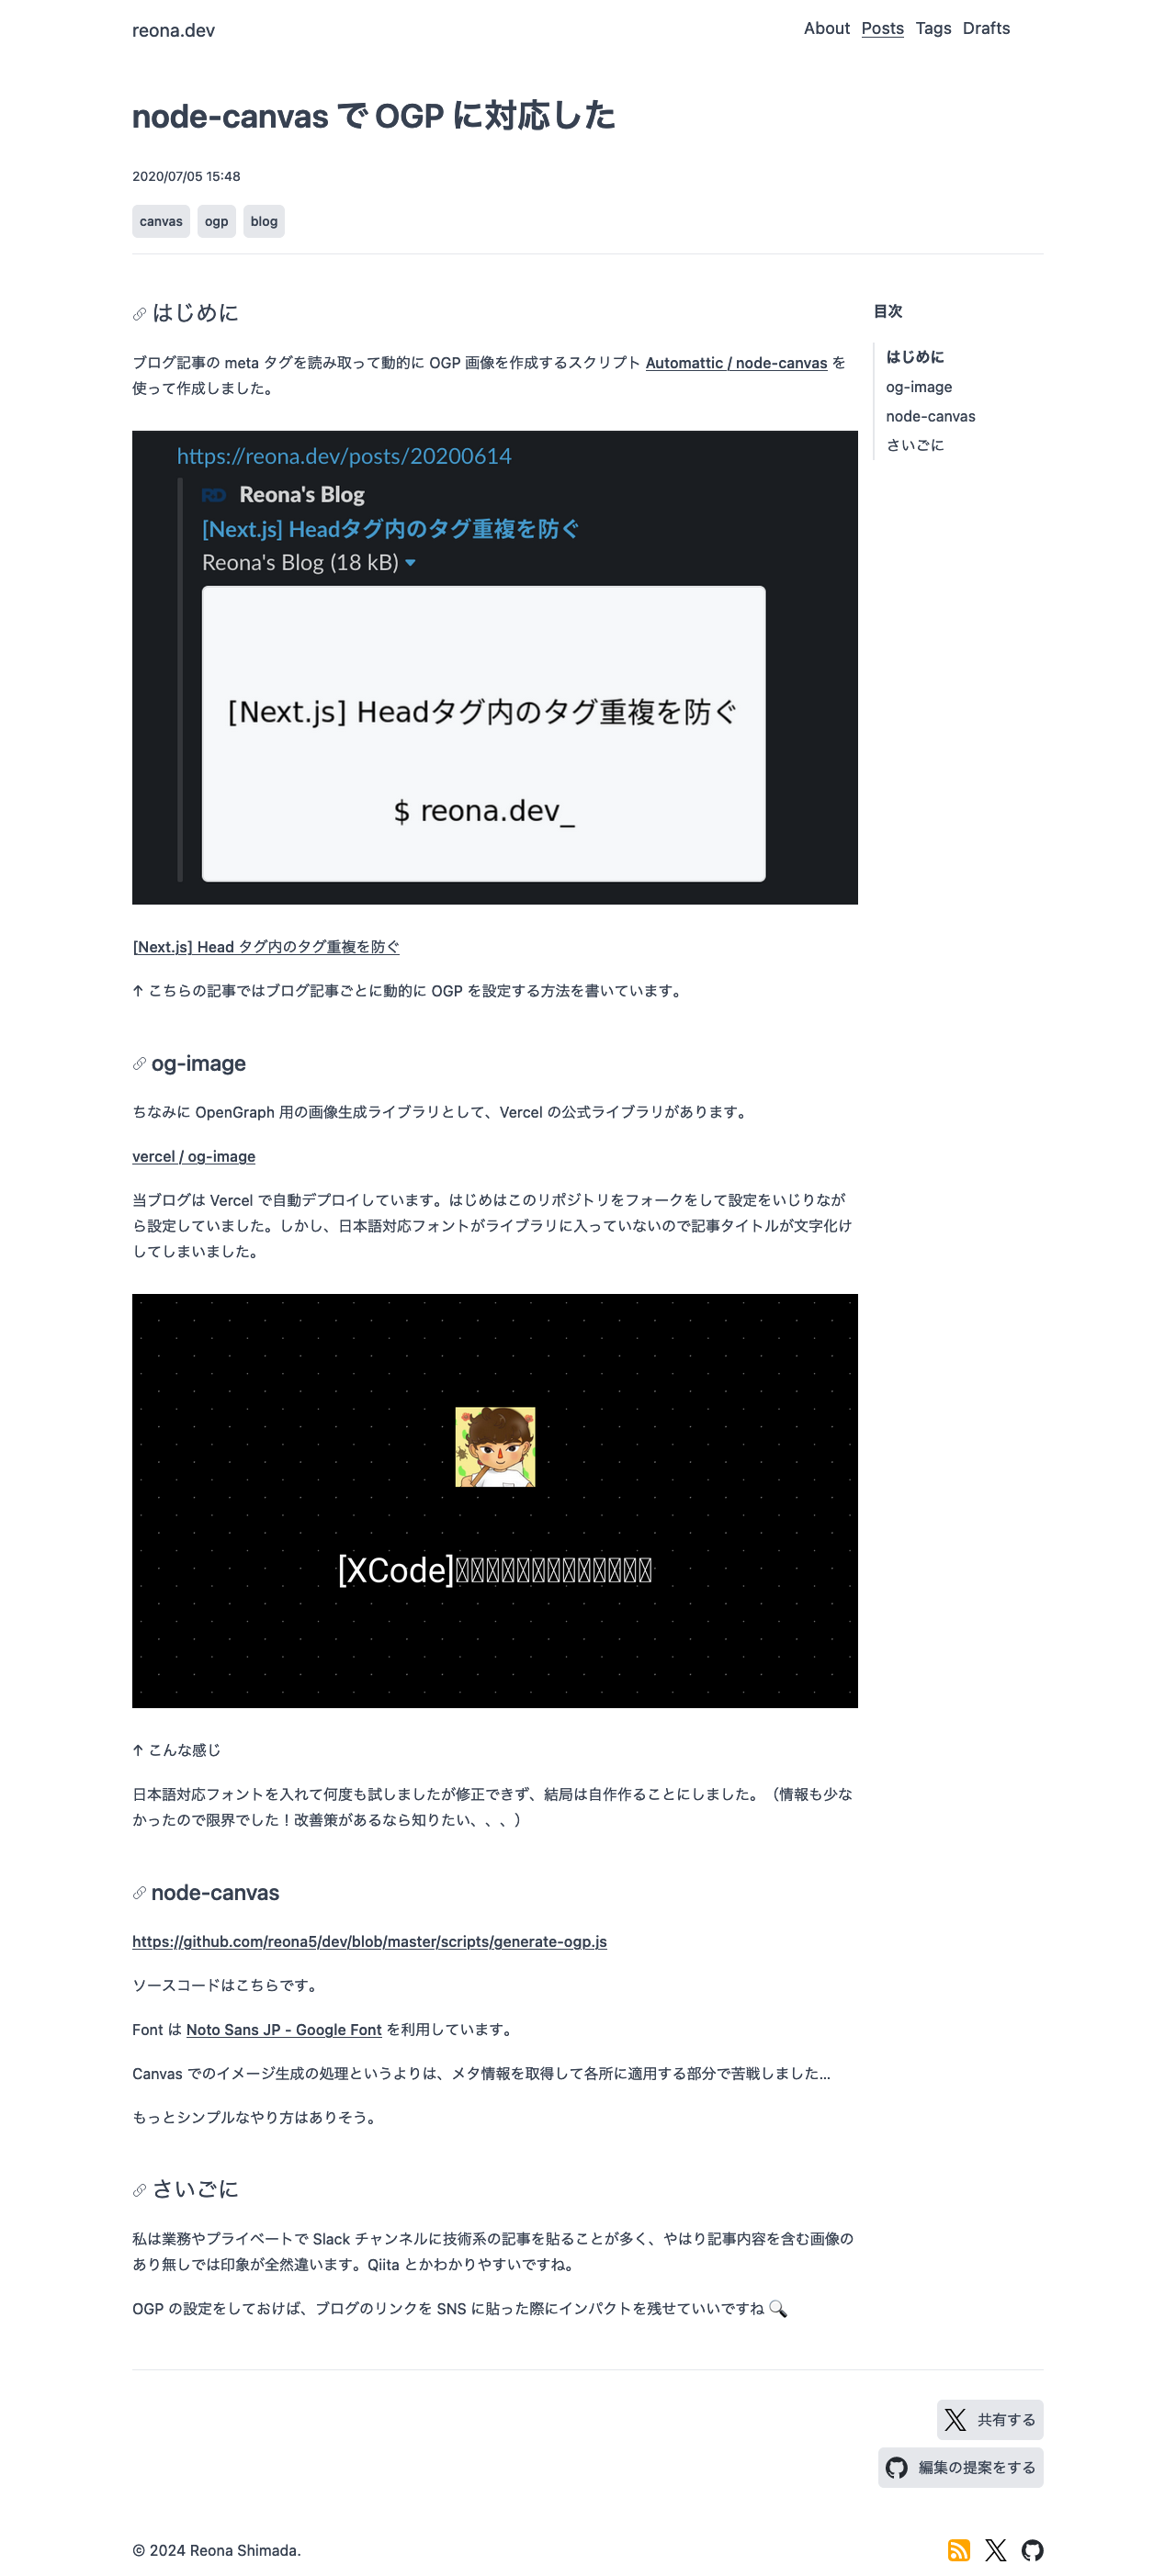 reona.dev
About Posts Tags Drafts
node-canvas で OGP に対応した
2020/07/05 15:48
canvas ogp blog
はじめに
ブログ記事の meta タグを読み取って動的に OGP 画像を作成するスクリプト Automattic / node-canvas を
使って作成しました。
https://reona.dev/posts/20200614
RD Reona's Blog
[Next.js] Headタグ内のタグ重複を防ぐ
Reona's Blog (18 kB)
[Next.js] Headタグ内のタグ重複を防ぐ
$ reona.dev_
[Next.js] Head タグ内のタグ重複を防ぐ
↑ こちらの記事ではブログ記事ごとに動的に OGP を設定する方法を書いています。
og-image
ちなみに OpenGraph 用の画像生成ライブラリとして、Vercel の公式ライブラリがあります。
vercel / og-image
当ブログは Vercel で自動デプロイしています。はじめはこのリポジトリをフォークをして設定をいじりなが
ら設定していました。しかし、日本語対応フォントがライブラリに入っていないので記事タイトルが文字化け
してしまいました。
[XCode]
↑ こんな感じ
日本語対応フォントを入れて何度も試しましたが修正できず、結局は自作作ることにしました。（情報も少な
かったので限界でした！改善策があるなら知りたい、、、）
node-canvas
https://github.com/reona5/dev/blob/master/scripts/generate-ogp.js
ソースコードはこちらです。
Font は Noto Sans JP - Google Font を利用しています。
Canvas でのイメージ生成の処理というよりは、メタ情報を取得して各所に適用する部分で苦戦しました...
もっとシンプルなやり方はありそう。
さいごに
私は業務やプライベートで Slack チャンネルに技術系の記事を貼ることが多く、やはり記事内容を含む画像の
あり無しでは印象が全然違います。Qiita とかわかりやすいですね。
OGP の設定をしておけば、ブログのリンクを SNS に貼った際にインパクトを残せていいですね 🔍
目次
はじめに
og-image
node-canvas
さいごに
共有する
編集の提案をする
© 2024 Reona Shimada.